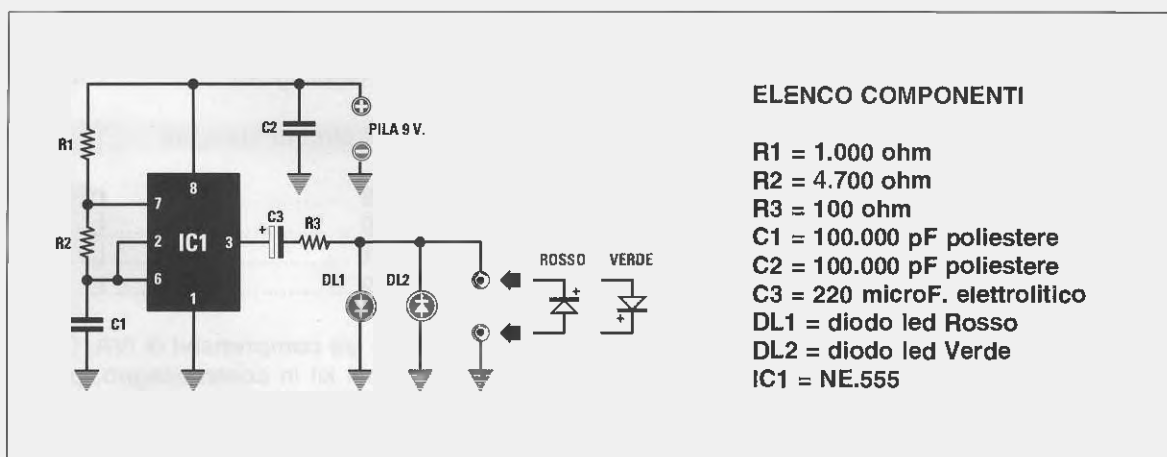 R1
R2
C1
7
2
6
8
IC1
3
1
C2
+
−
PILA 9 V.
+
C3
R3
DL1
DL2
ROSSO
VERDE
+
+
ELENCO COMPONENTI
R1 = 1.000 ohm
R2 = 4.700 ohm
R3 = 100 ohm
C1 = 100.000 pF poliestere
C2 = 100.000 pF poliestere
C3 = 220 microF. elettrolitico
DL1 = diodo led Rosso
DL2 = diodo led Verde
IC1 = NE.555